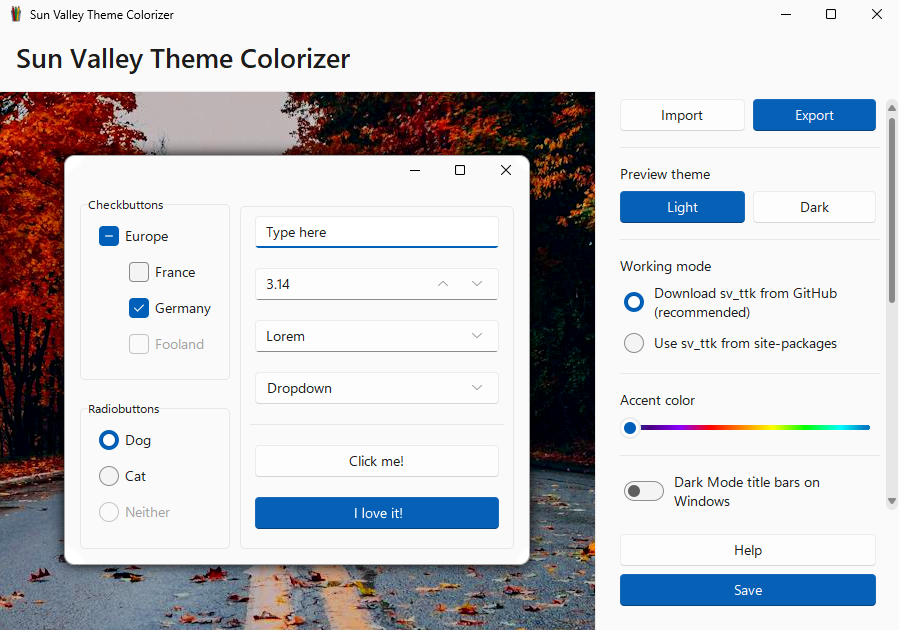 Sun Valley Theme Colorizer
Sun Valley Theme Colorizer
Checkbuttons
Europe
France
Germany
Fooland
Radiobuttons
Dog
Cat
Neither
Type here
3.14
Lorem
Dropdown
Click me!
I love it!
Import
Export
Preview theme
Light
Dark
Working mode
Download sv_ttk from GitHub
(recommended)
Use sv_ttk from site-packages
Accent color
Dark Mode title bars on
Windows
Help
Save